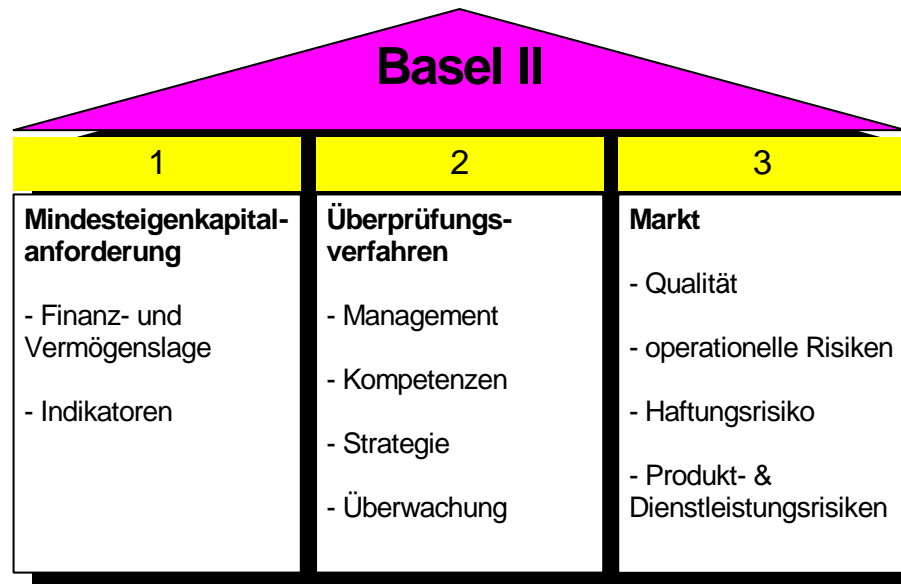 Basel II
1
2
3
Mindesteigenkapital-
anforderung
- Finanz- und
Vermögenslage
- Indikatoren
Überprüfungs-
verfahren
- Management
- Kompetenzen
- Strategie
- Überwachung
Markt
- Qualität
- operationelle Risiken
- Haftungsrisiko
- Produkt- &
Dienstleistungsrisiken